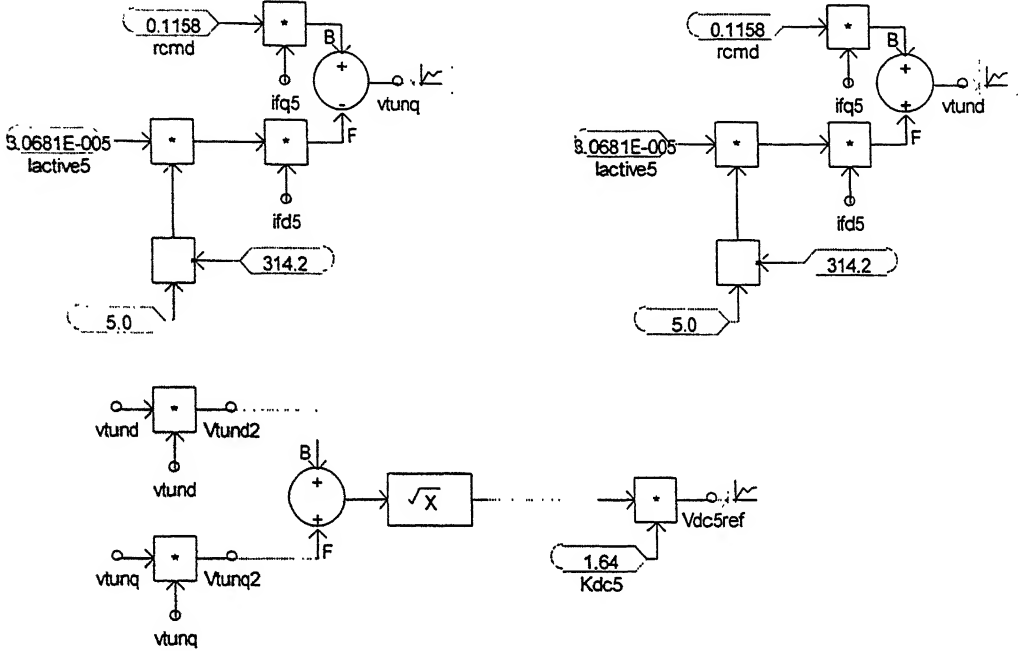 0.1158
*
B
rcmd
+
ifq5
-
vtunq
F
3.0681E-005
*
*
lactive5
ifd5
314.2
5.0
0.1158
*
B
rcmd
+
ifq5
+
vtund
F
3.0681E-005
*
*
lactive5
ifd5
314.2
5.0
vtund
*
Vtund2
vtund
B
+
+
F
√X
*
Vdc5ref
1.64
Kdc5
vtunq
*
Vtunq2
vtunq